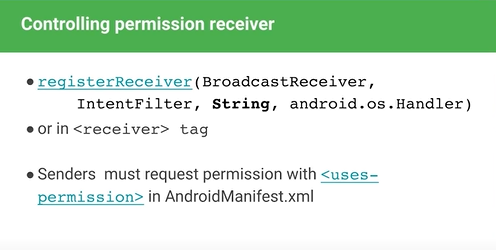 Controlling permission receiver
● registerReceiver(BroadcastReceiver,
IntentFilter, String, android.os.Handler)
● or in <receiver> tag
● Senders must request permission with <uses-
permission> in AndroidManifest.xml